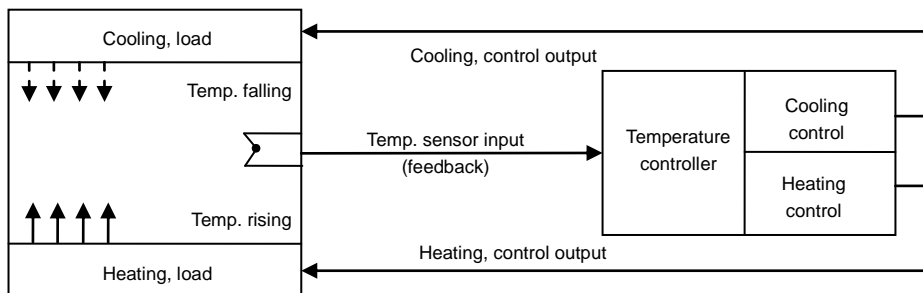 Cooling, load
Cooling, control output
Temp. falling
Temp. sensor input
(feedback)
Temperature
controller
Cooling
control
Heating
control
Temp. rising
Heating, control output
Heating, load